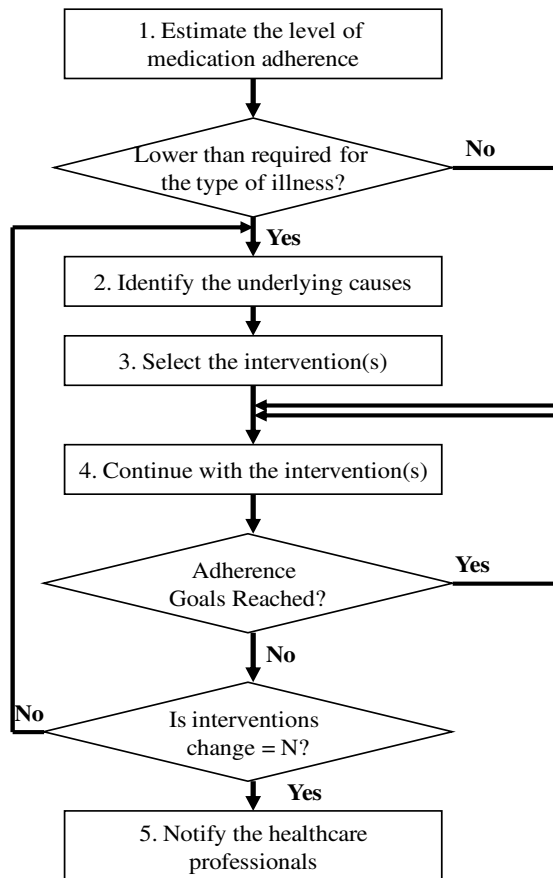 1. Estimate the level of
medication adherence
Lower than required for
the type of illness?
No
Yes
2. Identify the underlying causes
3. Select the intervention(s)
4. Continue with the intervention(s)
Adherence
Goals Reached?
Yes
No
No
Is interventions
change = N?
Yes
5. Notify the healthcare
professionals